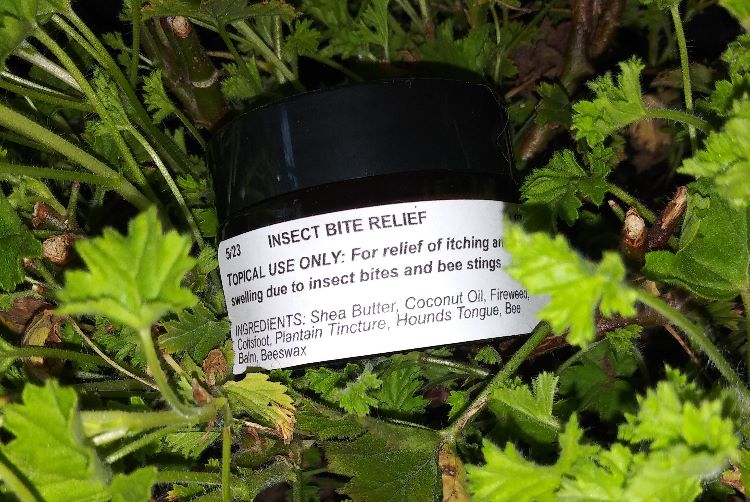 5/23 INSECT BITE RELIEF
TOPICAL USE ONLY: For relief of itching
swelling due to insect bites and bee stings
INGREDIENTS: Shea Butter, Coconut Oil, Fireweed,
Coltsfoot, Plantain Tincture, Hounds Tongue, Bee
Balm, Beeswax